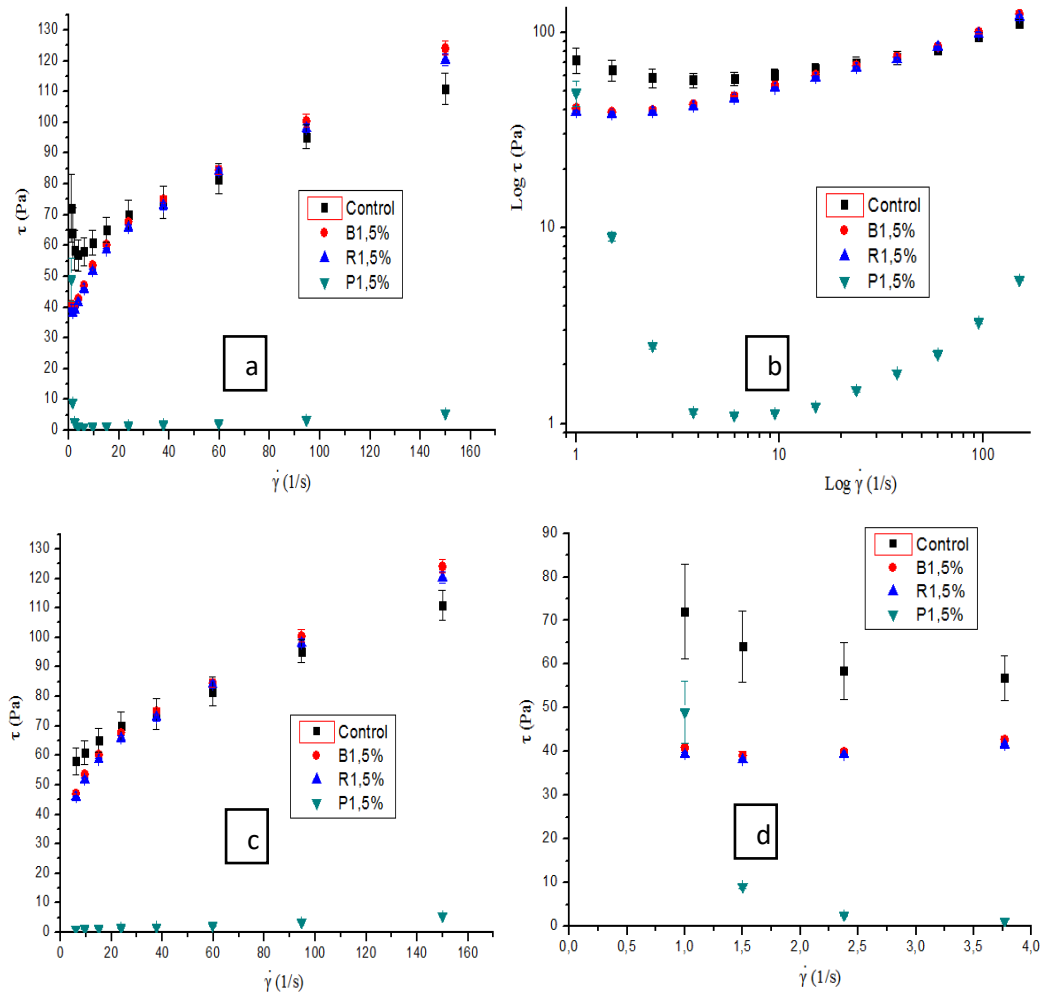 130
120
110
100
90
80
70
60
50
40
30
20
10
0
τ (Pa)
Control
B1,5%
R1,5%
P1,5%
a
0 20 40 60 80 100 120 140 160
γ̇ (1/s)
100
10
1
Log τ (Pa)
Control
B1,5%
R1,5%
P1,5%
b
1 10 100
Log γ̇ (1/s)
130
120
110
100
90
80
70
60
50
40
30
20
10
0
τ (Pa)
Control
B1,5%
R1,5%
P1,5%
c
0 20 40 60 80 100 120 140 160
γ̇ (1/s)
90
80
70
60
50
40
30
20
10
0
τ (Pa)
Control
B1,5%
R1,5%
P1,5%
d
0,0 0,5 1,0 1,5 2,0 2,5 3,0 3,5 4,0
γ̇ (1/s)